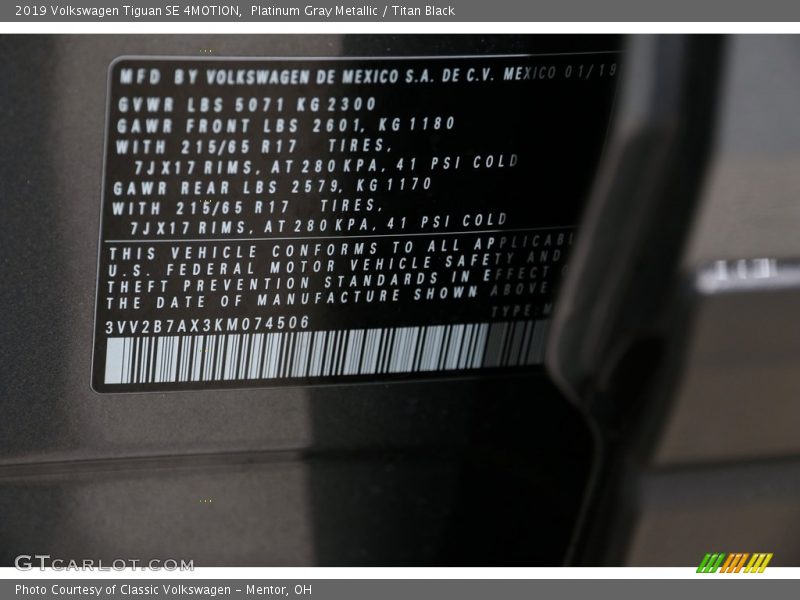 2019 Volkswagen Tiguan SE 4MOTION,  Platinum Gray Metallic / Titan Black
MFD BY VOLKSWAGEN DE MEXICO S.A. DE C.V. MEXICO 01/19
GVWR LBS 5071 KG 2300
GAWR FRONT LBS 2601, KG 1180
WITH 215/65 R17 TIRES,
7JX17 RIMS, AT 280 KPA, 41 PSI COLD
GAWR REAR LBS 2579, KG 1170
WITH 215/65 R17 TIRES,
7JX17 RIMS, AT 280 KPA, 41 PSI COLD
THIS VEHICLE CONFORMS TO ALL
U.S. FEDERAL MOTOR VEHICLE SAFETY AND
THEFT PREVENTION STANDARDS IN EFFECT
THE DATE OF MANUFACTURE SHOWN ABOVE
3VV2B7AX3KM074506
TYPE:
GTCARLOT.COM
Photo Courtesy of Classic Volkswagen - Mentor, OH